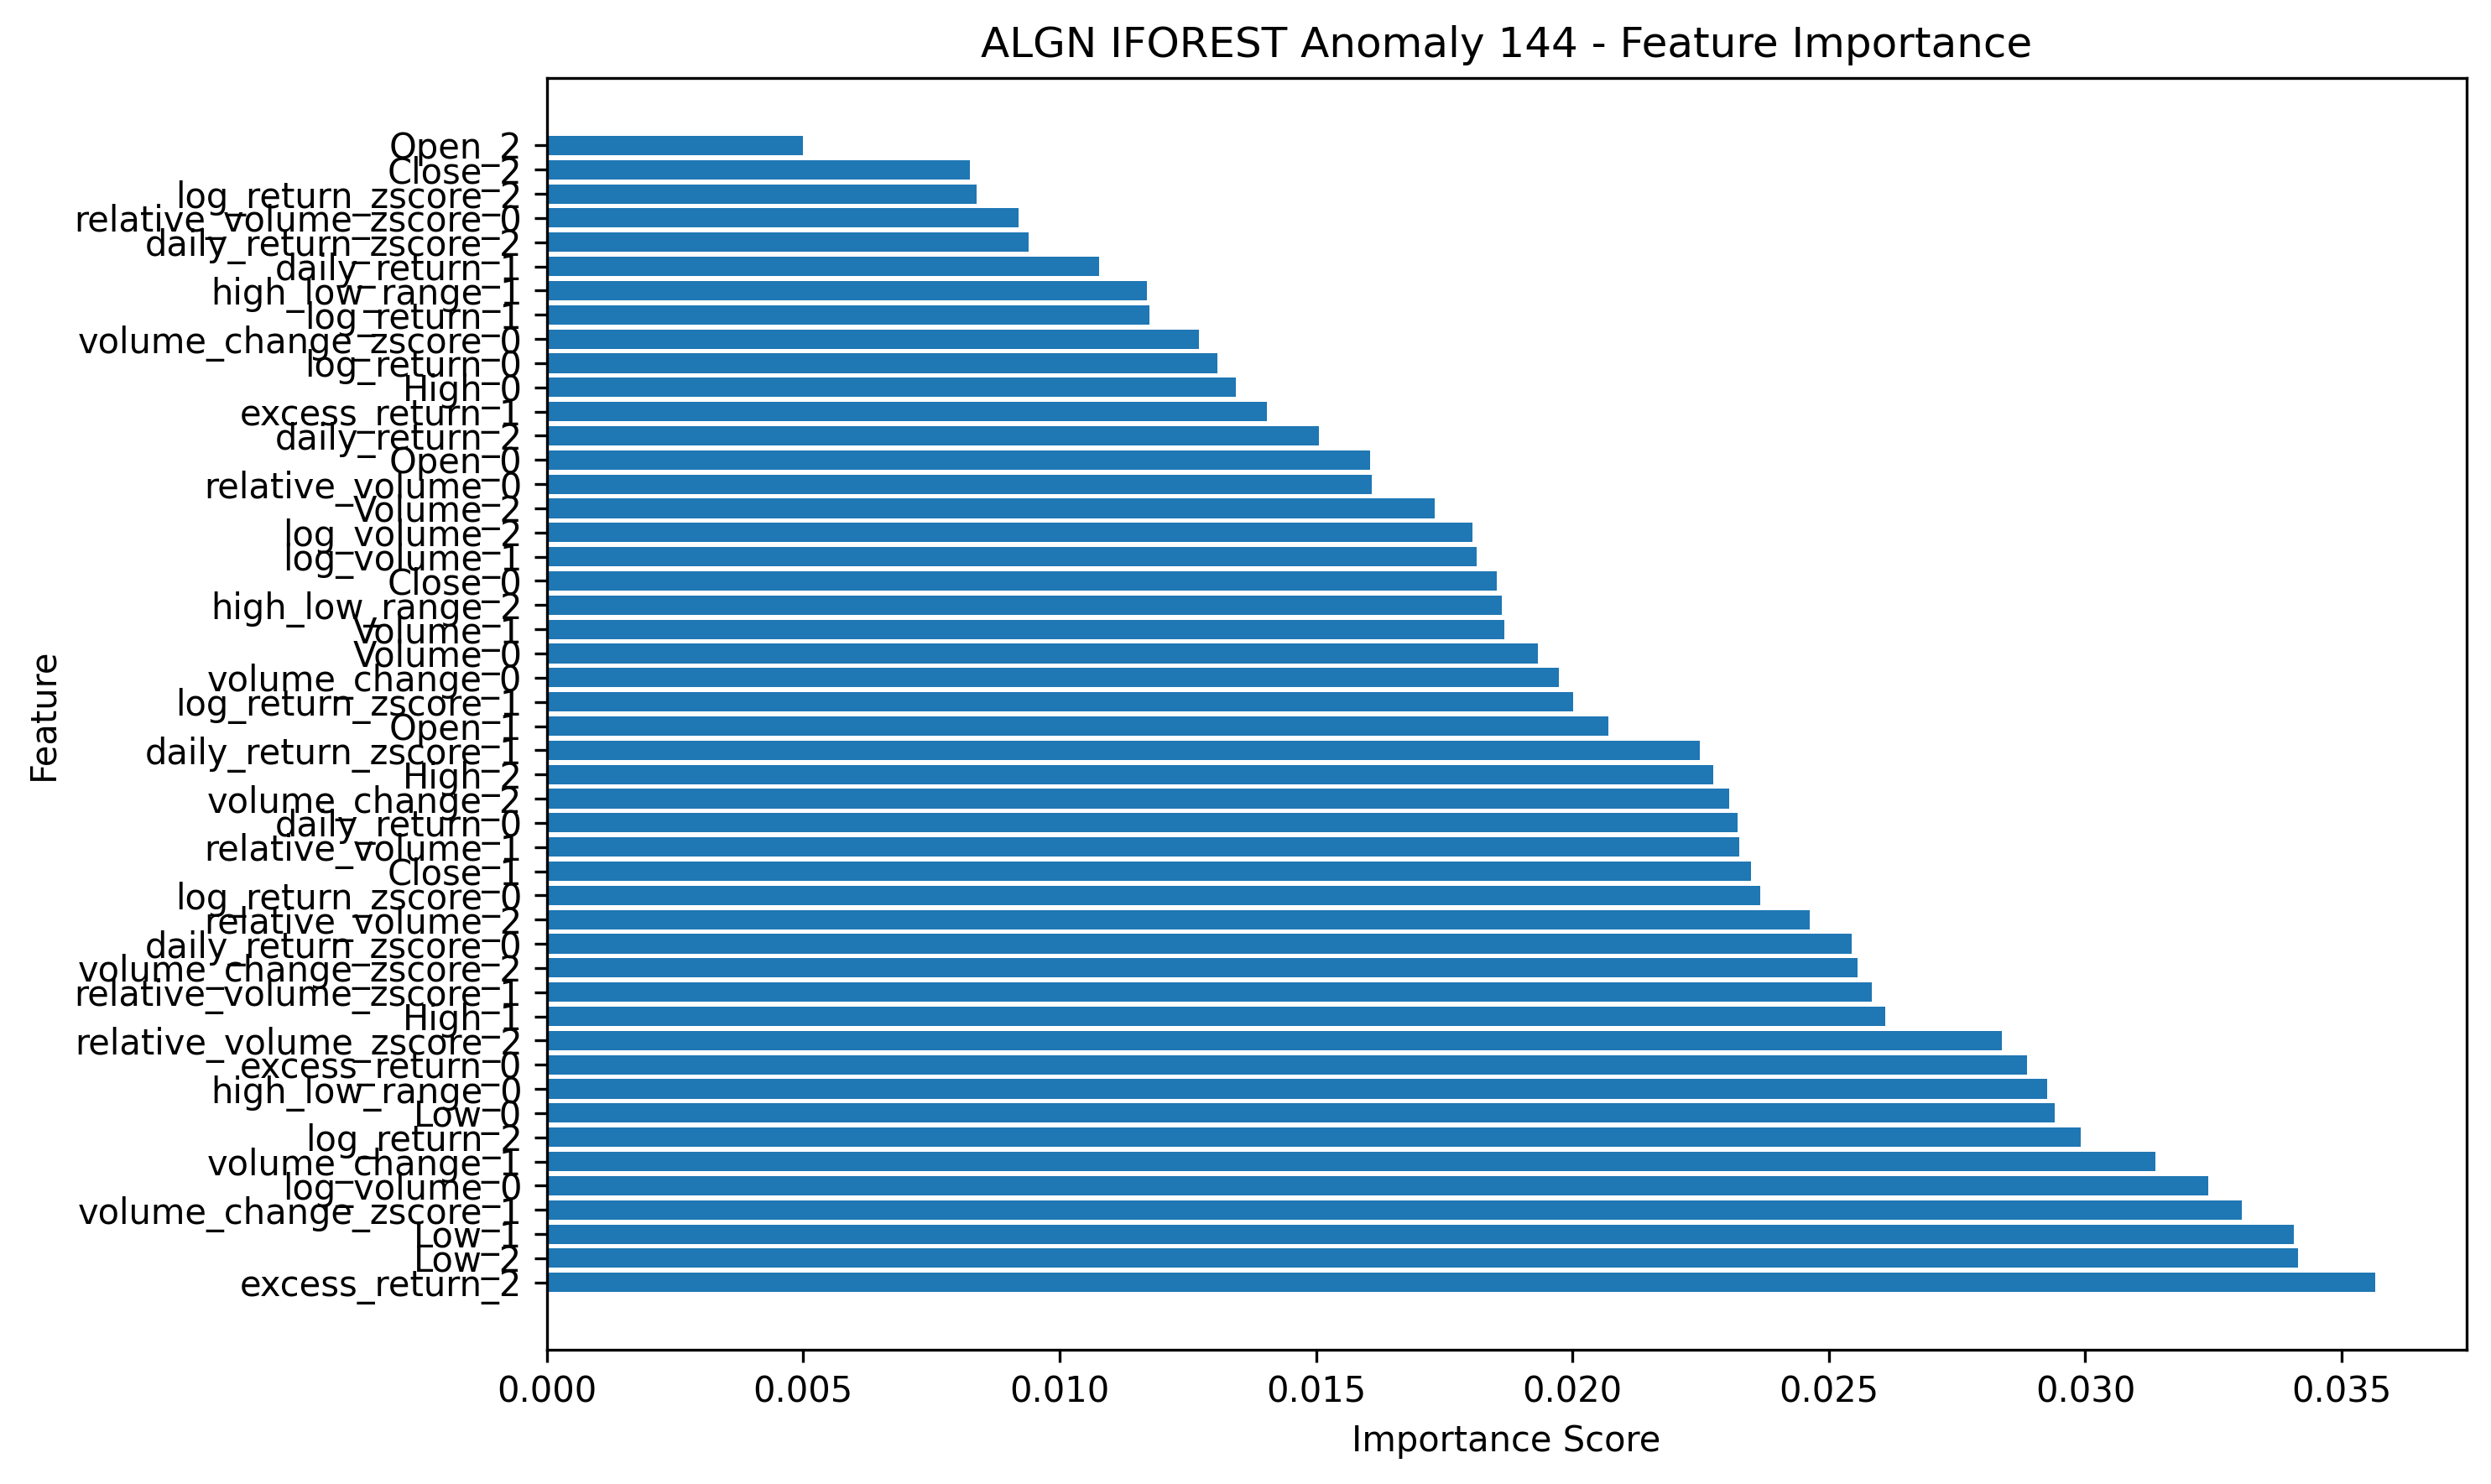 ALGN IFOREST Anomaly 144 - Feature Importance
Open_2
Close_2
log_return_zscore_2
relative_volume_zscore_0
daily_return_zscore_2
daily_return_1
high_low_range_1
log_return_1
volume_change_zscore_0
log_return_0
High_0
excess_return_1
daily_return_2
Open_0
relative_volume_0
Volume_2
log_volume_2
log_volume_1
Close_0
high_low_range_2
Volume_1
Volume_0
volume_change_0
log_return_zscore_1
Open_1
daily_return_zscore_1
High_2
volume_change_2
daily_return_0
relative_volume_1
Close_1
log_return_zscore_0
relative_volume_2
daily_return_zscore_0
volume_change_zscore_2
relative_volume_zscore_1
High_1
relative_volume_zscore_2
excess_return_0
high_low_range_0
Low_0
log_return_2
volume_change_1
log_volume_0
volume_change_zscore_1
Low_1
Low_2
excess_return_2
Feature
0.000 0.005 0.010 0.015 0.020 0.025 0.030 0.035
Importance Score